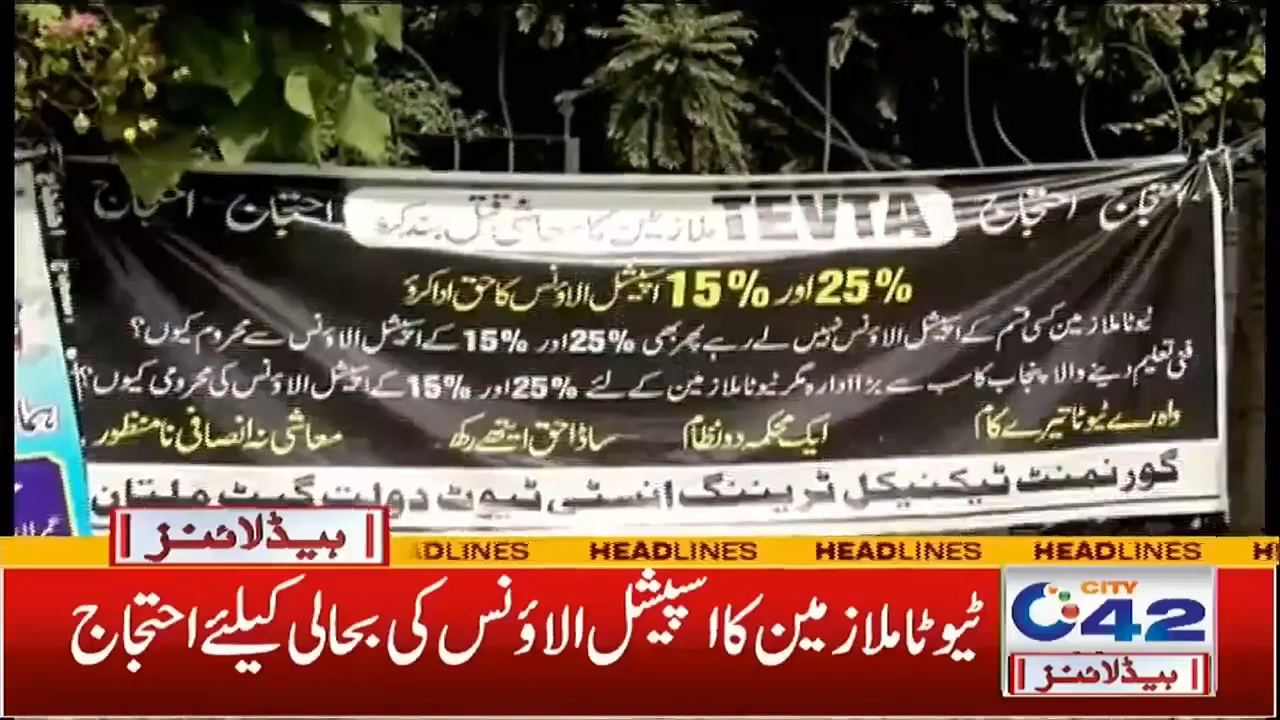 احتجاج احتجاج TEVTA ملازمین کا معاشی قتل بند کرو احتجاج احتجاج
25% اور 15% اسپیشل الاؤنس کا حق ادا کرو
ٹیوٹا ملازمین کسی قسم کے اسپیشل الاؤنس نہیں لے رہے پھر بھی 25% اور 15% کے اسپیشل الاؤنس سے محروم کیوں؟
فنی تعلیم دینے والا پنجاب کا سب سے بڑا ادارہ مگر ٹیوٹا ملازمین کے لئے 25% اور 15% کے اسپیشل الاؤنس کی محرومی کیوں؟
واہ رے ٹیوٹا تیرے کام ایک محکمہ دو نظام ساڈا حق ایتھے رکھ معاشی نہ انصافی نامنظور
گورنمنٹ ٹیکنیکل ٹریننگ انسٹی ٹیوٹ دولت گیٹ ملتان
ہیڈلائنز
ADLINES HEADLINES HEADLINES HEADLINES H
ٹیوٹا ملازمین کا اسپیشل الاؤنس کی بحالی کیلئے احتجاج
CITY
42
ہیڈلائنز